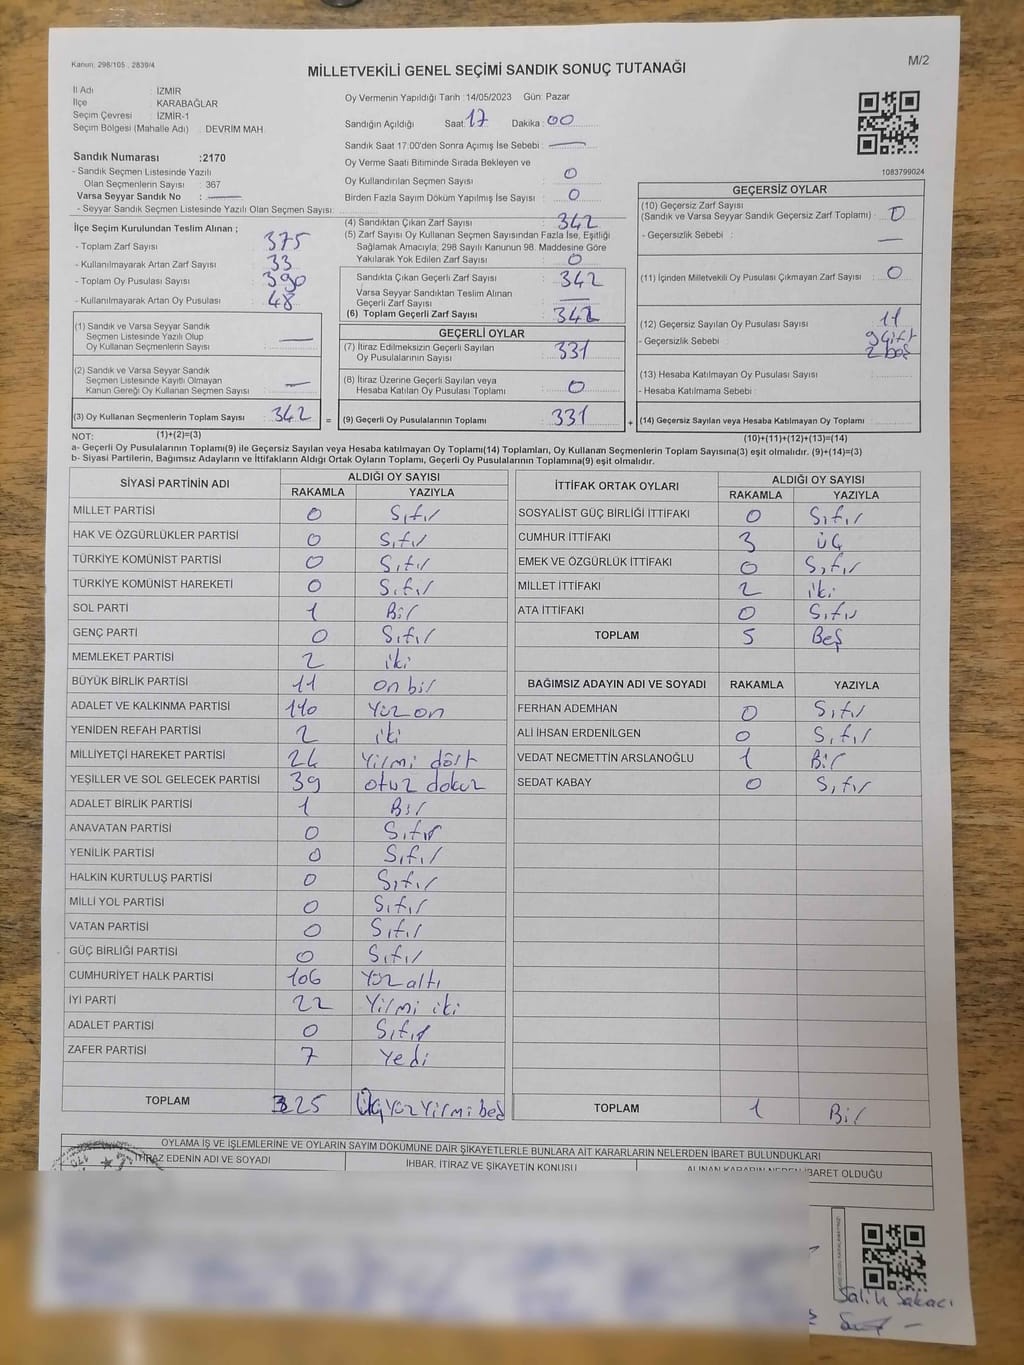 Kanun: 298/105 , 2839/4
M/2
MİLLETVEKİLİ GENEL SEÇİMİ SANDIK SONUÇ TUTANAĞI
İl Adı : İZMİR
İlçe : KARABAĞLAR
Seçim Çevresi : İZMİR-1
Seçim Bölgesi (Mahalle Adı) : DEVRİM MAH.
Sandık Numarası :2170
- Sandık Seçmen Listesinde Yazılı
Olan Seçmenlerin Sayısı : 367
Varsa Seyyar Sandık No : —
- Seyyar Sandık Seçmen Listesinde Yazılı Olan Seçmen Sayısı:
Oy Vermenin Yapıldığı Tarih :14/05/2023 Gün: Pazar
Sandığın Açıldığı Saat: 17 Dakika : 00
Sandık Saat 17:00'den Sonra Açımış İse Sebebi : —
Oy Verme Saati Bitiminde Sırada Bekleyen ve
Oy Kullandırılan Seçmen Sayısı : 0
Birden Fazla Sayım Döküm Yapılmış İse Sayısı : 0
1083799024
İlçe Seçim Kurulundan Teslim Alınan ;
- Toplam Zarf Sayısı : 375
- Kullanılmayarak Artan Zarf Sayısı : 33
- Toplam Oy Pusulası Sayısı : 390
- Kullanılmayarak Artan Oy Pusulası : 48
(1) Sandık ve Varsa Seyyar Sandık
Seçmen Listesinde Yazılı Olup
Oy Kullanan Seçmenlerin Sayısı : —
(2) Sandık ve Varsa Seyyar Sandık
Seçmen Listesinde Kayıtlı Olmayan
Kanun Gereği Oy Kullanan Seçmen Sayısı : —
(3) Oy Kullanan Seçmenlerin Toplam Sayısı : 342
(4) Sandıktan Çıkan Zarf Sayısı : 342
(5) Zarf Sayısı Oy Kullanan Seçmen Sayısından Fazla İse, Eşitliği
Sağlamak Amacıyla; 298 Sayılı Kanunun 98. Maddesine Göre
Yakılarak Yok Edilen Zarf Sayısı : 0
Sandıkta Çıkan Geçerli Zarf Sayısı : 342
Varsa Seyyar Sandıktan Teslim Alınan
Geçerli Zarf Sayısı : —
(6) Toplam Geçerli Zarf Sayısı : 342
GEÇERLİ OYLAR
(7) İtiraz Edilmeksizin Geçerli Sayılan
Oy Pusulalarının Sayısı : 331
(8) İtiraz Üzerine Geçerli Sayılan veya
Hesaba Katılan Oy Pusulası Toplamı : 0
= (9) Geçerli Oy Pusulalarının Toplamı : 331
GEÇERSİZ OYLAR
(10) Geçersiz Zarf Sayısı
(Sandık ve Varsa Seyyar Sandık Geçersiz Zarf Toplamı) : 0
- Geçersizlik Sebebi : —
(11) İçinden Milletvekili Oy Pusulası Çıkmayan Zarf Sayısı : 0
(12) Geçersiz Sayılan Oy Pusulası Sayısı : 11
- Geçersizlik Sebebi : 9 çift
2 boş
(13) Hesaba Katılmayan Oy Pusulası Sayısı :
- Hesaba Katılmama Sebebi :
+ (14) Geçersiz Sayılan veya Hesaba Katılmayan Oy Toplamı :
NOT: (1)+(2)=(3) (10)+(11)+(12)+(13)=(14)
a- Geçerli Oy Pusulalarının Toplamı(9) ile Geçersiz Sayılan veya Hesaba katılmayan Oy Toplamı(14) Toplamları, Oy Kullanan Seçmenlerin Toplam Sayısına(3) eşit olmalıdır. (9)+(14)=(3)
b- Siyasi Partilerin, Bağımsız Adayların ve İttifakların Aldığı Ortak Oyların Toplamı, Geçerli Oy Pusulalarının Toplamına(9) eşit olmalıdır.
SİYASİ PARTİNİN ADI ALDIĞI OY SAYISI
RAKAMLA YAZIYLA
MİLLET PARTİSİ 0 Sıfır
HAK VE ÖZGÜRLÜKLER PARTİSİ 0 Sıfır
TÜRKİYE KOMÜNİST PARTİSİ 0 Sıfır
TÜRKİYE KOMÜNİST HAREKETİ 0 Sıfır
SOL PARTİ 1 Bir
GENÇ PARTİ 0 Sıfır
MEMLEKET PARTİSİ 2 iki
BÜYÜK BİRLİK PARTİSİ 11 on bir
ADALET VE KALKINMA PARTİSİ 110 Yüz on
YENİDEN REFAH PARTİSİ 2 iki
MİLLİYETÇİ HAREKET PARTİSİ 24 Yirmi dört
YEŞİLLER VE SOL GELECEK PARTİSİ 39 otuz dokuz
ADALET BİRLİK PARTİSİ 1 Bir
ANAVATAN PARTİSİ 0 Sıfır
YENİLİK PARTİSİ 0 Sıfır
HALKIN KURTULUŞ PARTİSİ 0 Sıfır
MİLLİ YOL PARTİSİ 0 Sıfır
VATAN PARTİSİ 0 Sıfır
GÜÇ BİRLİĞİ PARTİSİ 0 Sıfır
CUMHURİYET HALK PARTİSİ 106 Yüz altı
İYİ PARTİ 22 Yirmi iki
ADALET PARTİSİ 0 Sıfır
ZAFER PARTİSİ 7 Yedi
TOPLAM 325 Üçyüz yirmi beş
İTTİFAK ORTAK OYLARI ALDIĞI OY SAYISI
RAKAMLA YAZIYLA
SOSYALİST GÜÇ BİRLİĞİ İTTİFAKI 0 Sıfır
CUMHUR İTTİFAKI 3 üç
EMEK VE ÖZGÜRLÜK İTTİFAKI 0 Sıfır
MİLLET İTTİFAKI 2 iki
ATA İTTİFAKI 0 Sıfır
TOPLAM 5 Beş
BAĞIMSIZ ADAYIN ADI VE SOYADI RAKAMLA YAZIYLA
FERHAN ADEMHAN 0 Sıfır
ALİ İHSAN ERDENİLGEN 0 Sıfır
VEDAT NECMETTİN ARSLANOĞLU 1 Bir
SEDAT KABAY 0 Sıfır
TOPLAM 1 Bir
OYLAMA İŞ VE İŞLEMLERİNE VE OYLARIN SAYIM DÖKÜMÜNE DAİR ŞİKAYETLERLE BUNLARA AİT KARARLARIN NELERDEN İBARET BULUNDUKLARI
İTİRAZ EDENİN ADI VE SOYADI İHBAR, İTİRAZ VE ŞİKAYETİN KONUSU ALINAN KARARIN NEDEN İBARET OLDUĞU
Salih Sakacı